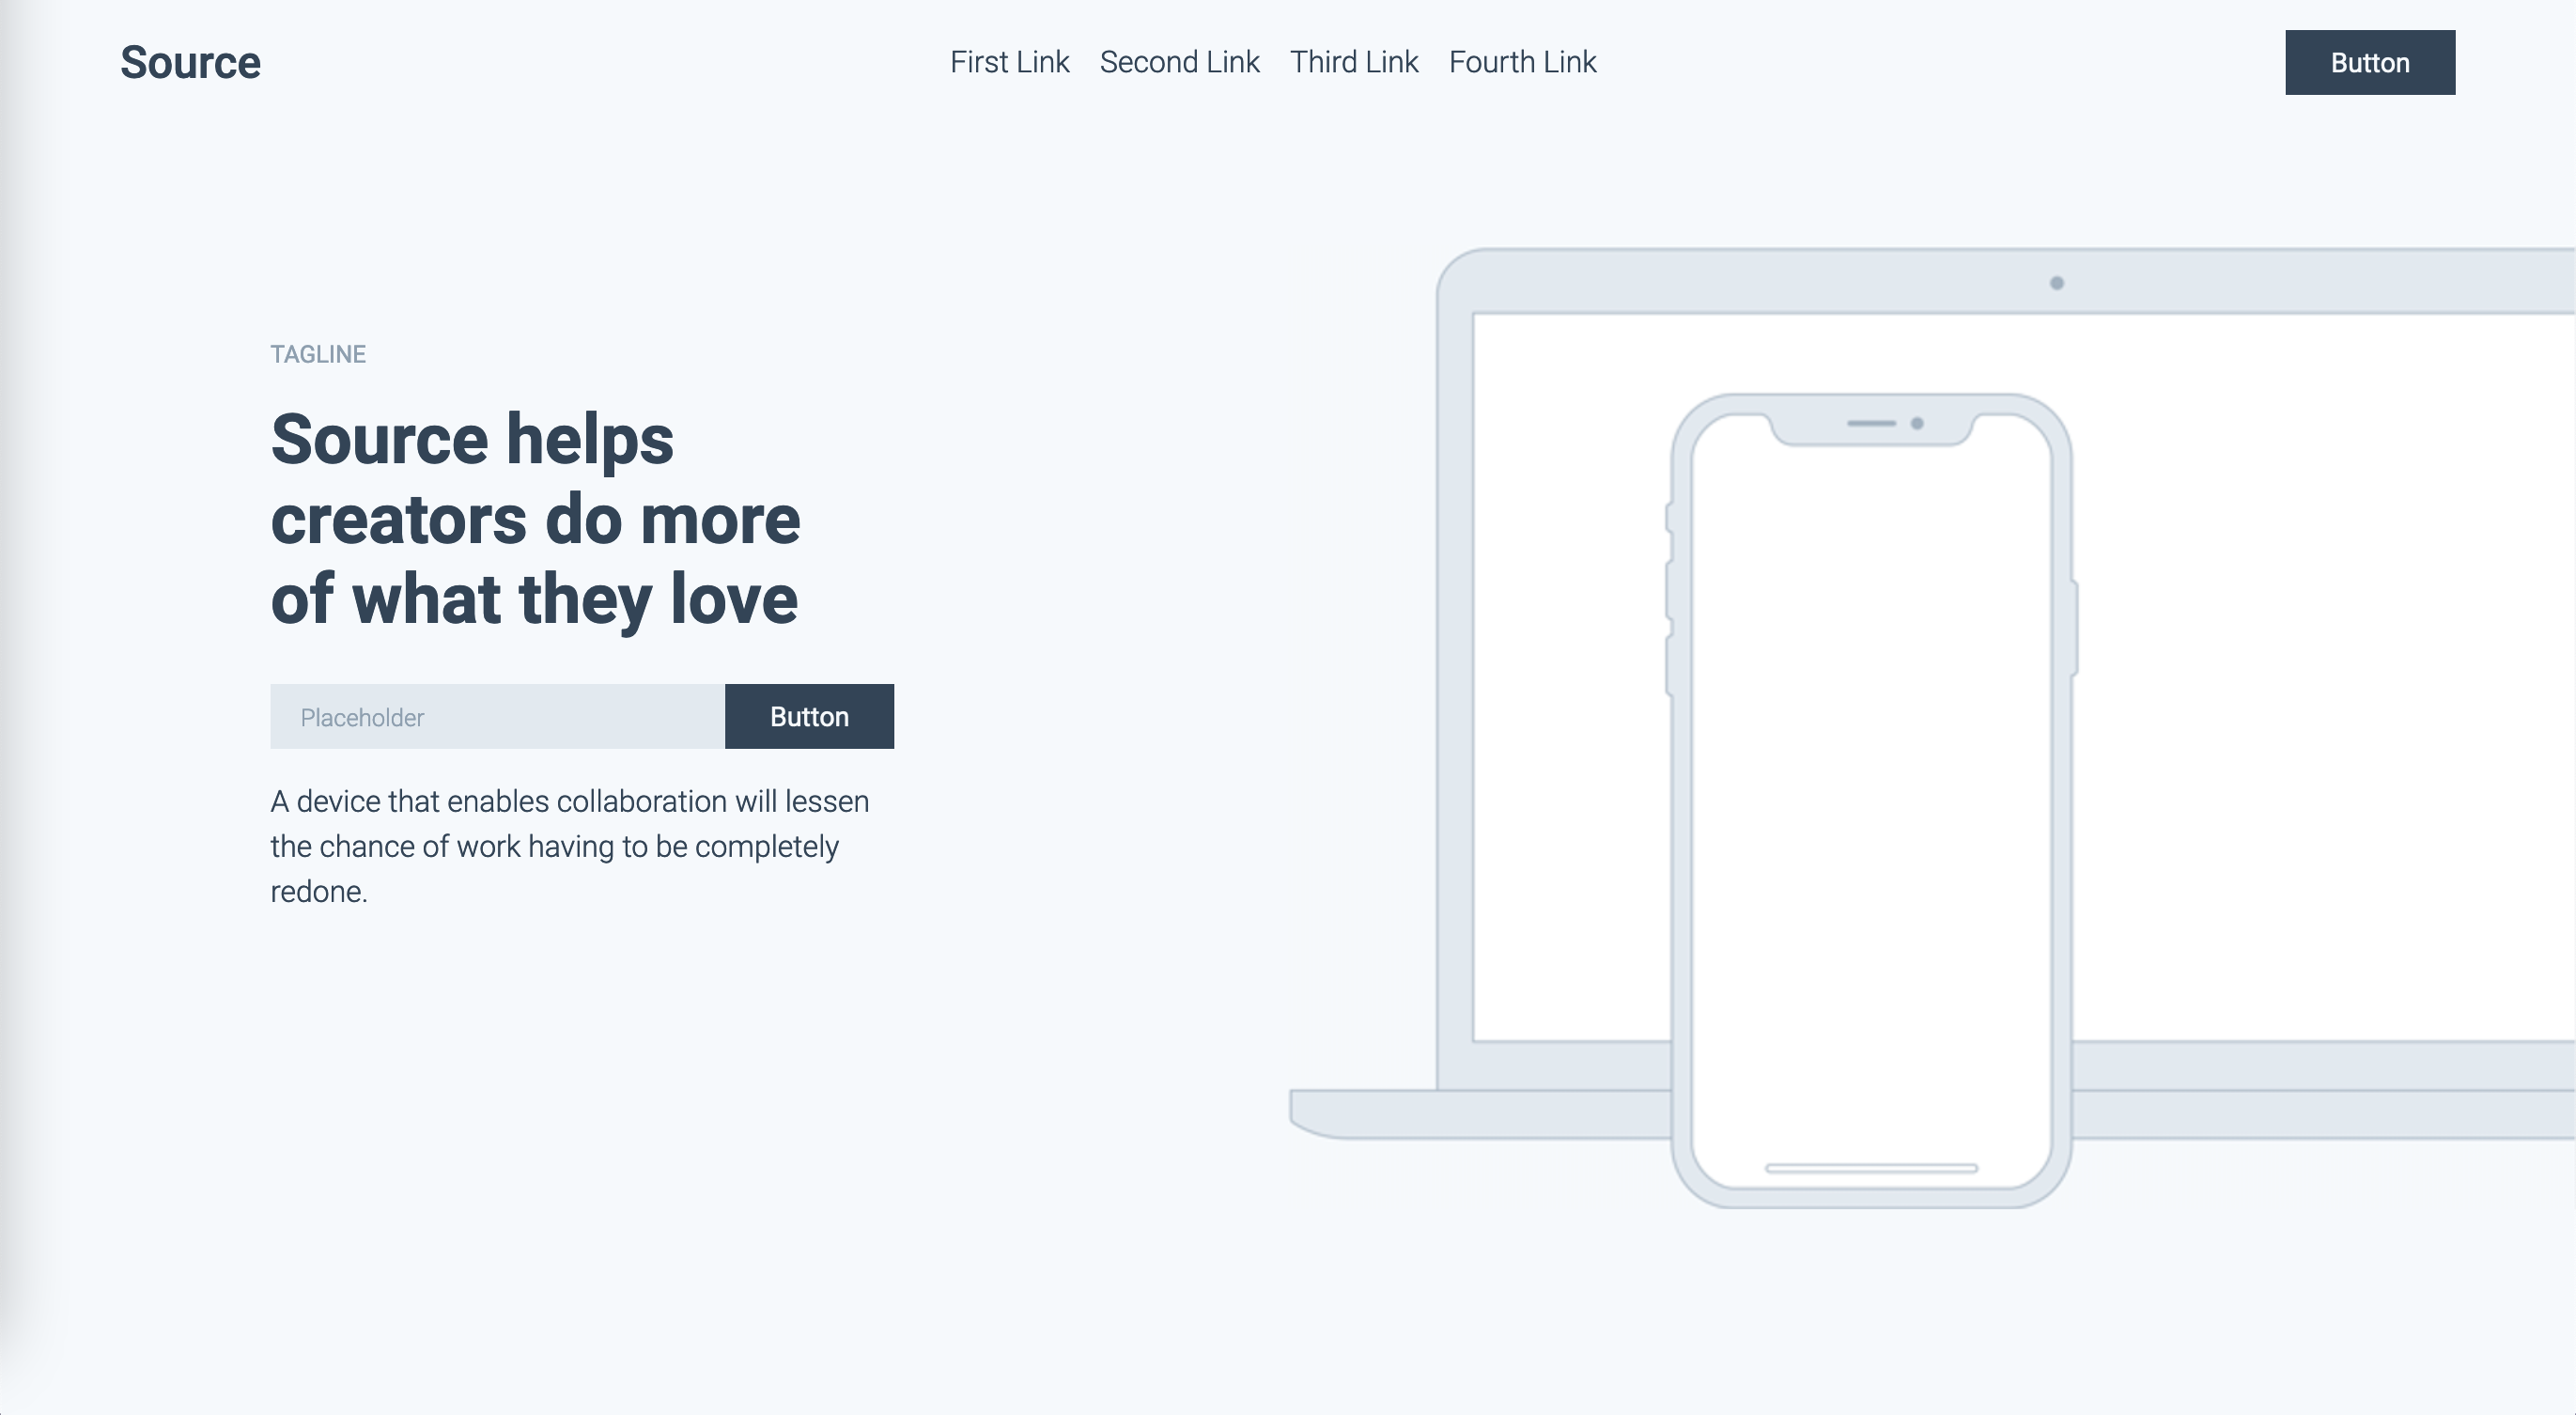 Source
First Link Second Link Third Link Fourth Link
Button
TAGLINE
Source helps
creators do more
of what they love
Placeholder
Button
A device that enables collaboration will lessen
the chance of work having to be completely
redone.